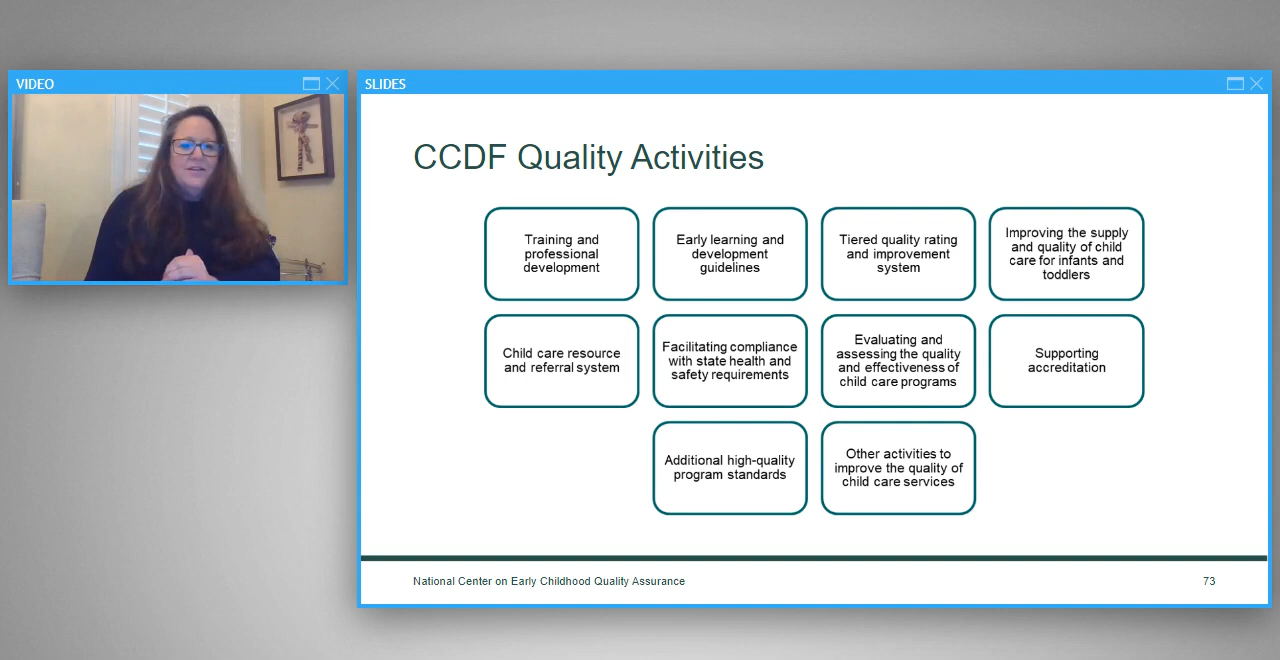 VIDEO
SLIDES
CCDF Quality Activities
Training and
professional
development
Early learning and
development
guidelines
Tiered quality rating
and improvement
system
Improving the supply
and quality of child
care for infants and
toddlers
Child care resource
and referral system
Facilitating compliance
with state health and
safety requirements
Evaluating and
assessing the quality
and effectiveness of
child care programs
Supporting
accreditation
Additional high-quality
program standards
Other activities to
improve the quality of
child care services
National Center on Early Childhood Quality Assurance
73